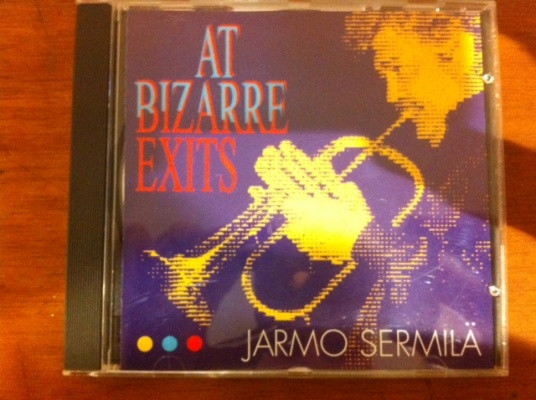 AT
BIZARRE
EXITS
JARMO SERMILÄ